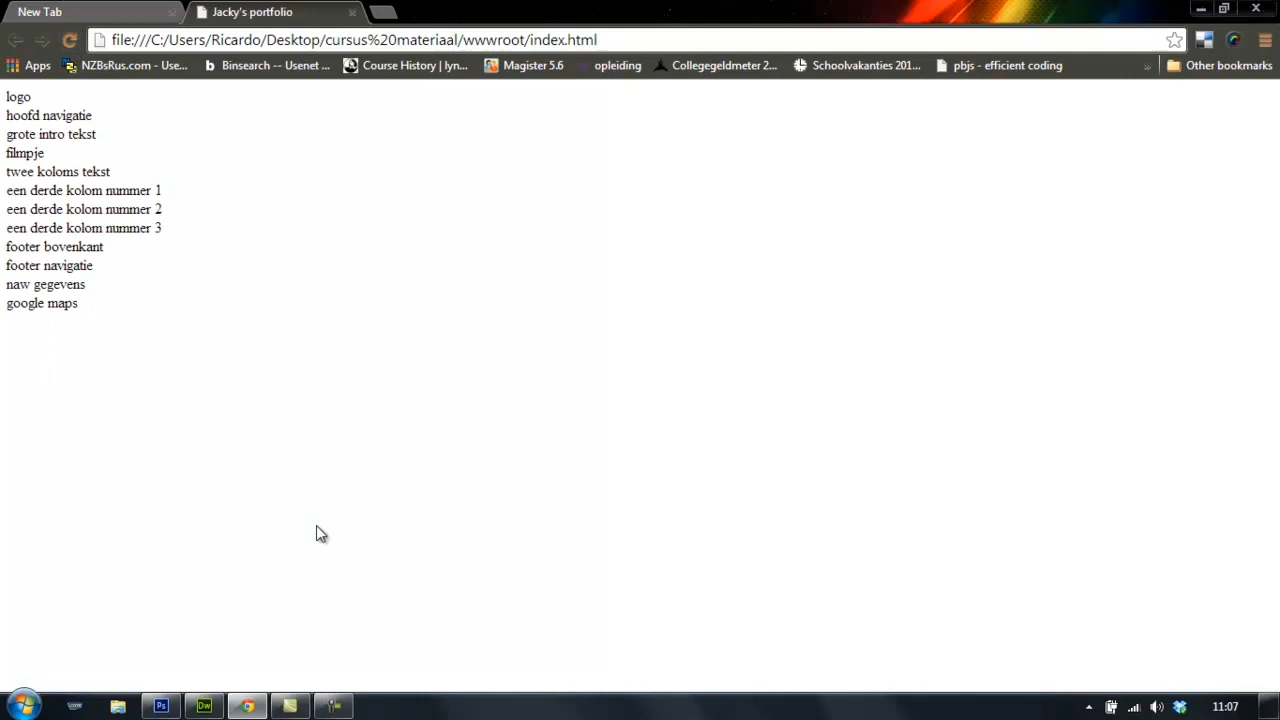 New Tab
Jacky's portfolio
file:///C:/Users/Ricardo/Desktop/cursus%20materiaal/wwwroot/index.html
Apps
NZBsRus.com - Use...
b Binsearch -- Usenet ...
Course History | lyn...
Magister 5.6
opleiding
Collegegeldmeter 2...
Schoolvakanties 201...
pbjs - efficient coding
»
Other bookmarks
logo
hoofd navigatie
grote intro tekst
filmpje
twee koloms tekst
een derde kolom nummer 1
een derde kolom nummer 2
een derde kolom nummer 3
footer bovenkant
footer navigatie
naw gegevens
google maps
Ps
Dw
11:07